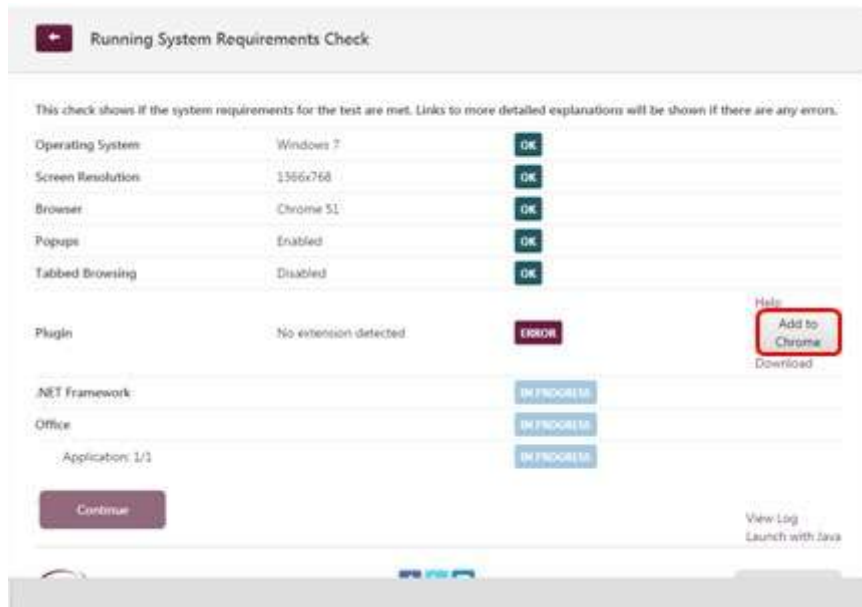 Running System Requirements Check
This check shows if the system requirements for the test are met. Links to more detailed explanations will be shown if there are any errors.
Operating System Windows 7 OK
Screen Resolution 1366x768 OK
Browser Chrome 51 OK
Popups Enabled OK
Tabbed Browsing Disabled OK
Help
Plugin No extension detected ERROR Add to
Chrome
Download
.NET Framework IN PROGRESS
Office IN PROGRESS
Application: 1/1 IN PROGRESS
Continue
View Log
Launch with Java